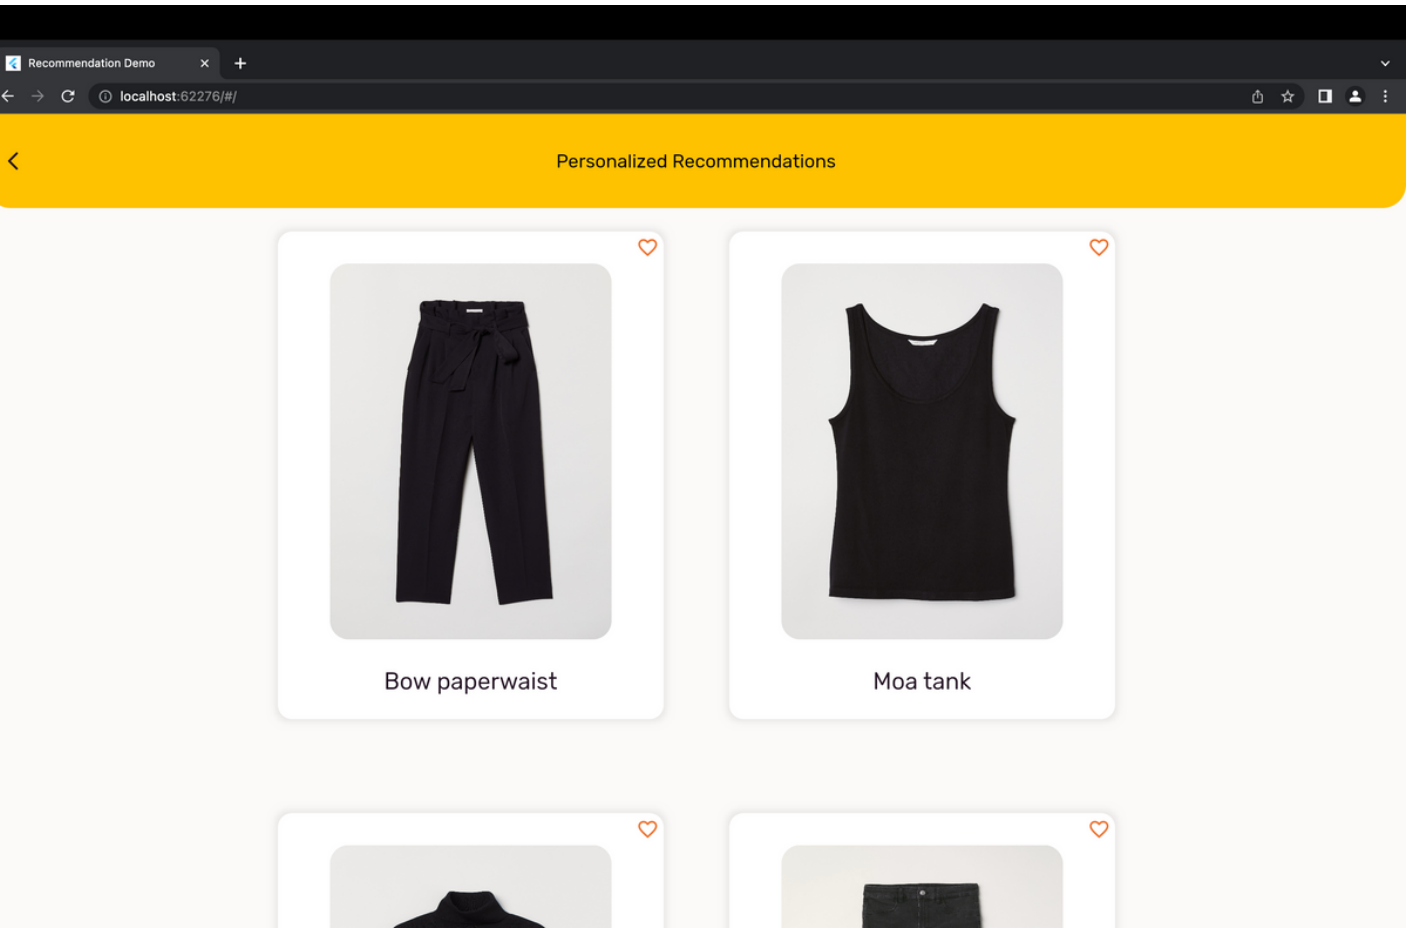 Recommendation Demo
localhost:62276/#/
Personalized Recommendations
Bow paperwaist
Moa tank